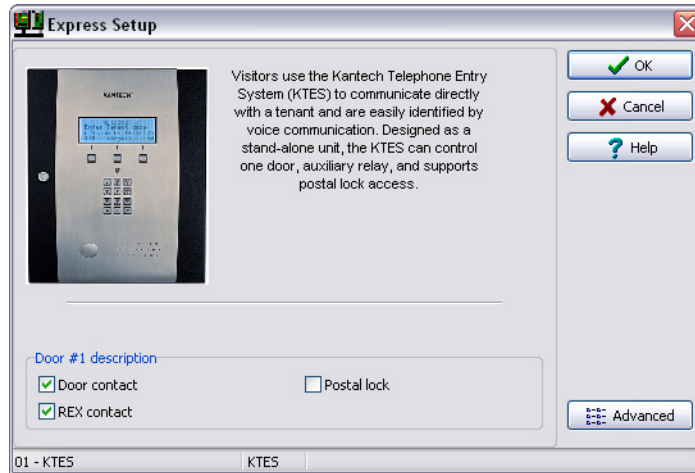 Express Setup
KANTECH
Enter Tenant code
Visitors use the Kantech Telephone Entry
System (KTES) to communicate directly
with a tenant and are easily identified by
voice communication. Designed as a
stand-alone unit, the KTES can control
one door, auxiliary relay, and supports
postal lock access.
OK
Cancel
? Help
Door #1 description
Door contact
Postal lock
REX contact
Advanced
01 - KTES
KTES